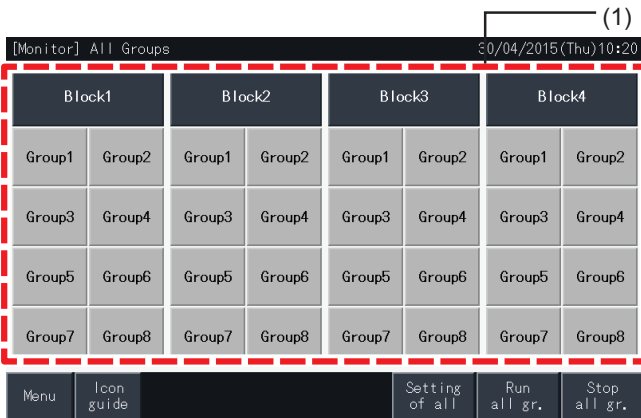 (1)
[Monitor] All Groups 30/04/2015(Thu)10:20
Block1 Block2 Block3 Block4
Group1 Group2 Group1 Group2 Group1 Group2 Group1 Group2
Group3 Group4 Group3 Group4 Group3 Group4 Group3 Group4
Group5 Group6 Group5 Group6 Group5 Group6 Group5 Group6
Group7 Group8 Group7 Group8 Group7 Group8 Group7 Group8
Menu Icon guide Setting of all Run all gr. Stop all gr.